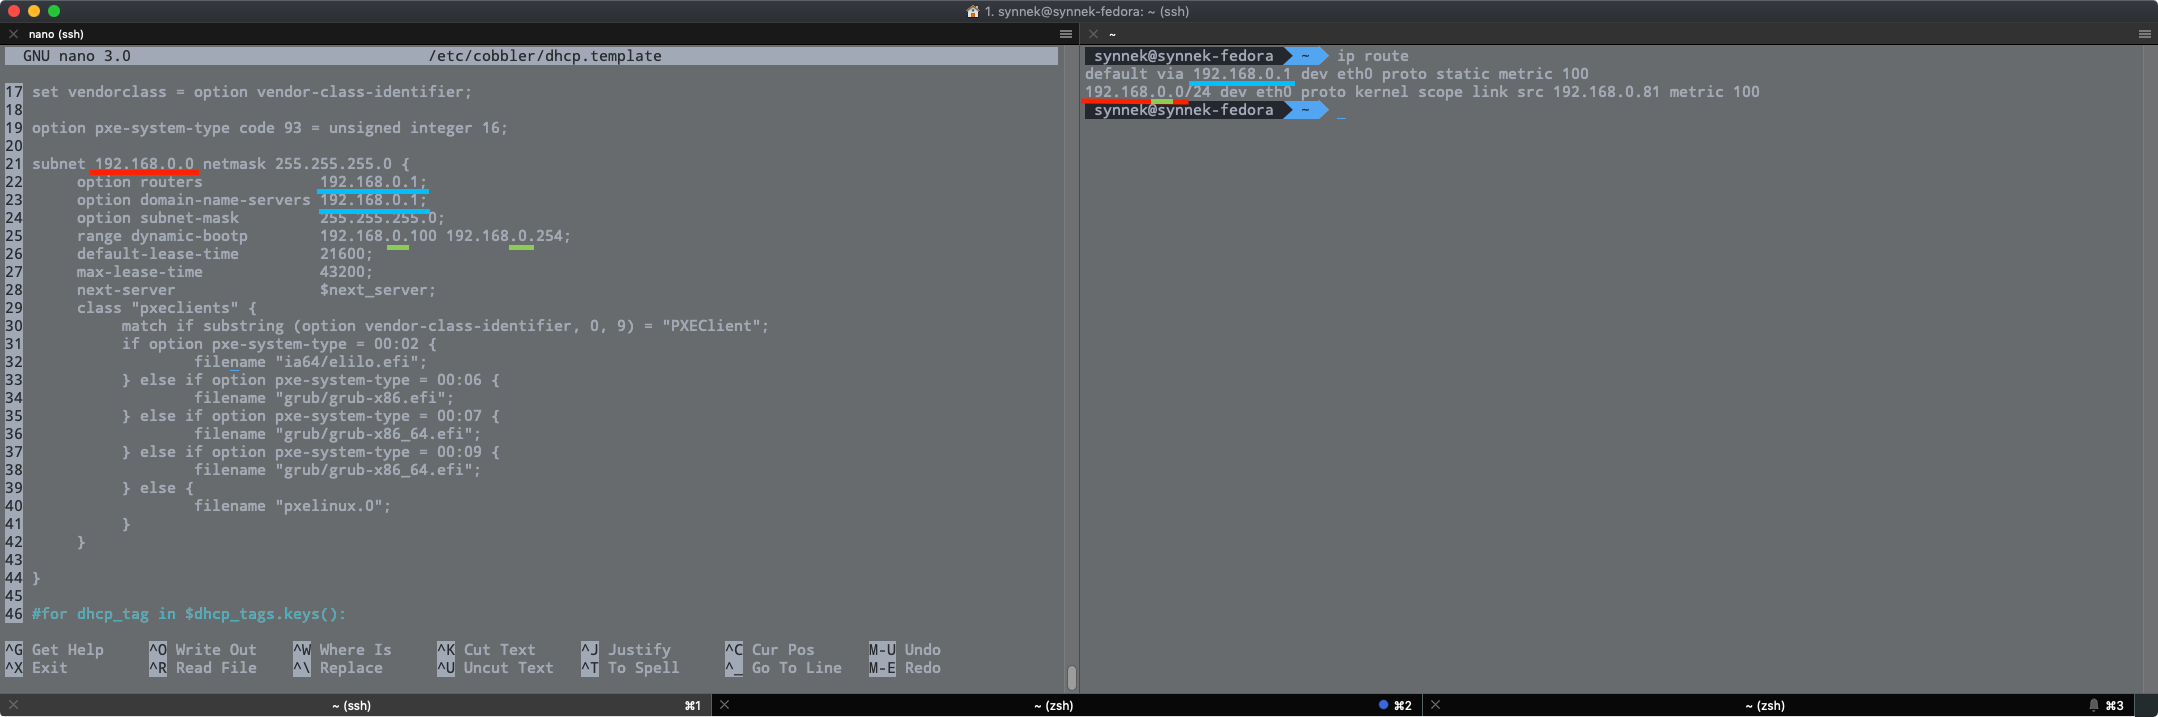 1. synnek@synnek-fedora: ~ (ssh)
nano (ssh)
GNU nano 3.0 /etc/cobbler/dhcp.template
17 set vendorclass = option vendor-class-identifier;
18
19 option pxe-system-type code 93 = unsigned integer 16;
20
21 subnet 192.168.0.0 netmask 255.255.255.0 {
22 option routers 192.168.0.1;
23 option domain-name-servers 192.168.0.1;
24 option subnet-mask 255.255.255.0;
25 range dynamic-bootp 192.168.0.100 192.168.0.254;
26 default-lease-time 21600;
27 max-lease-time 43200;
28 next-server $next_server;
29 class "pxeclients" {
30 match if substring (option vendor-class-identifier, 0, 9) = "PXEClient";
31 if option pxe-system-type = 00:02 {
32 filename "ia64/elilo.efi";
33 } else if option pxe-system-type = 00:06 {
34 filename "grub/grub-x86.efi";
35 } else if option pxe-system-type = 00:07 {
36 filename "grub/grub-x86_64.efi";
37 } else if option pxe-system-type = 00:09 {
38 filename "grub/grub-x86_64.efi";
39 } else {
40 filename "pxelinux.0";
41 }
42 }
43
44 }
45
46 #for dhcp_tag in $dhcp_tags.keys():
^G Get Help ^O Write Out ^W Where Is ^K Cut Text ^J Justify ^C Cur Pos M-U Undo
^X Exit ^R Read File ^\ Replace ^U Uncut Text ^T To Spell ^_ Go To Line M-E Redo
~
synnek@synnek-fedora ~ ip route
default via 192.168.0.1 dev eth0 proto static metric 100
192.168.0.0/24 dev eth0 proto kernel scope link src 192.168.0.81 metric 100
synnek@synnek-fedora ~ _
~ (ssh) ⌘1
~ (zsh) ⌘2
~ (zsh) ⌘3